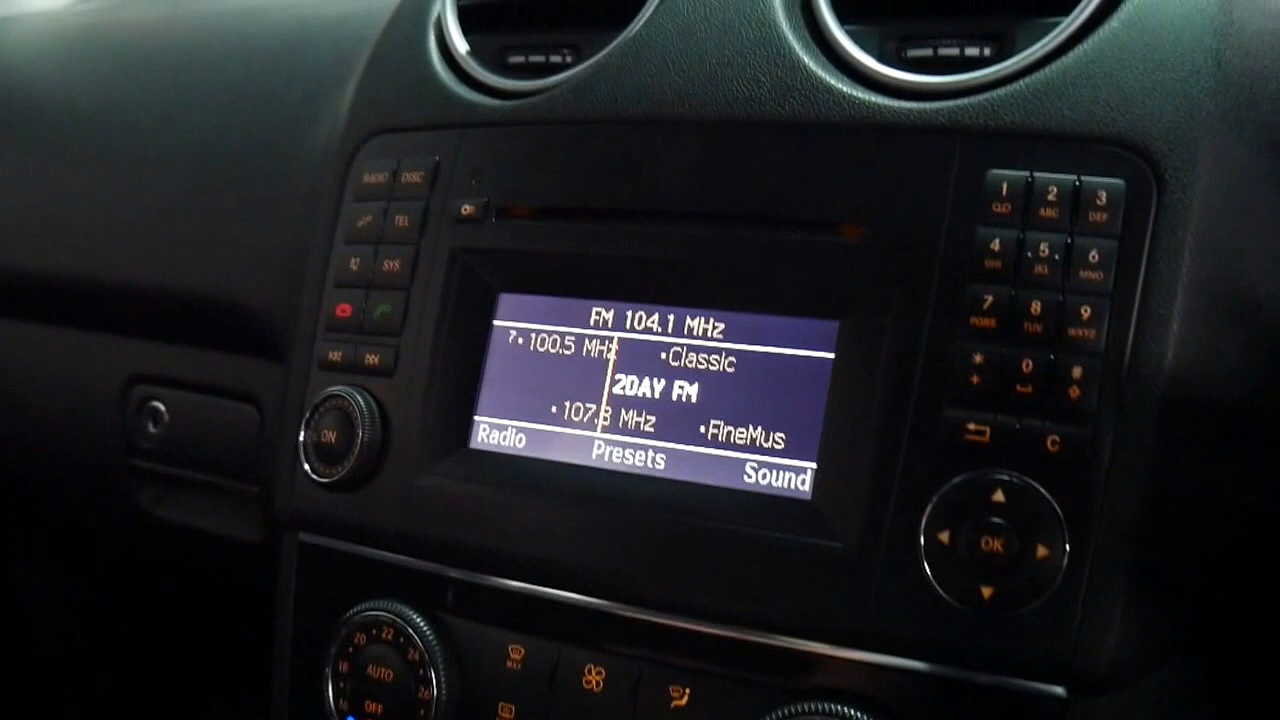 RADIO DISC
TEL
SYS
FM 104.1 MHz
7• 100.5 MHz •Classic
2DAY FM
• 107.3 MHz •FineMus
Radio Presets Sound
ON
1 2 3
ABC DEF
4 5 6
GHI JKL MNO
7 8 9
PQRS TUV WXYZ
* 0 #
+
C
OK
16 18 20 22 24 26
AUTO
OFF
MAX